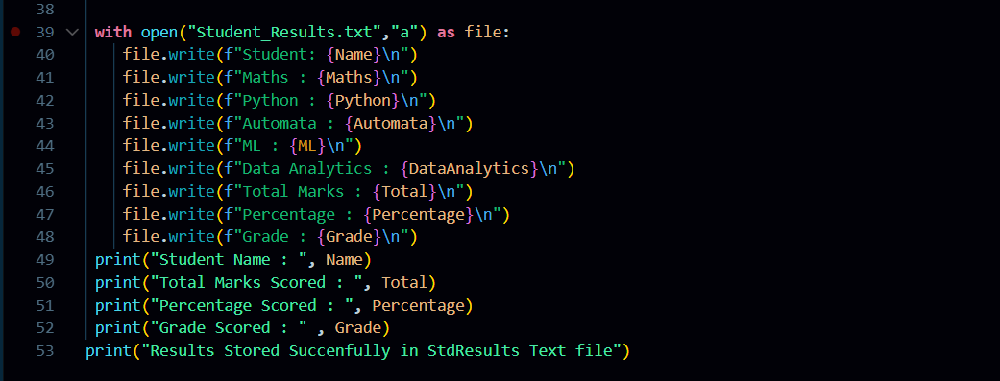 38
39 with open("Student_Results.txt","a") as file:
40 file.write(f"Student: {Name}\n")
41 file.write(f"Maths : {Maths}\n")
42 file.write(f"Python : {Python}\n")
43 file.write(f"Automata : {Automata}\n")
44 file.write(f"ML : {ML}\n")
45 file.write(f"Data Analytics : {DataAnalytics}\n")
46 file.write(f"Total Marks : {Total}\n")
47 file.write(f"Percentage : {Percentage}\n")
48 file.write(f"Grade : {Grade}\n")
49 print("Student Name : ", Name)
50 print("Total Marks Scored : ", Total)
51 print("Percentage Scored : ", Percentage)
52 print("Grade Scored : " , Grade)
53 print("Results Stored Succenfully in StdResults Text file")